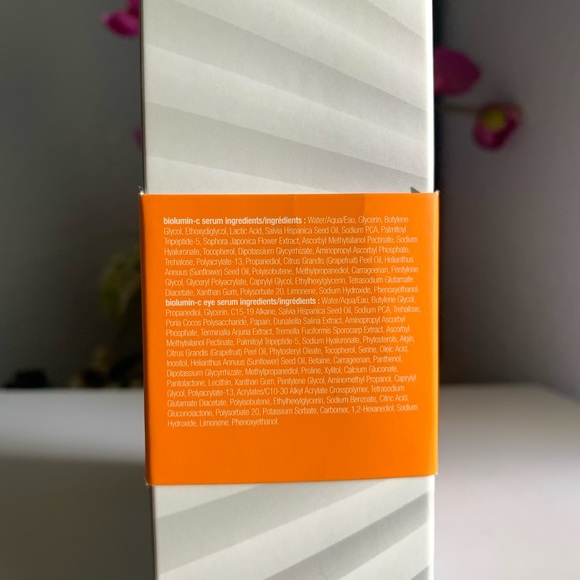 biolumin-c serum ingredients/ingrédients : Water/Aqua/Eau, Glycerin, Butylene
Glycol, Ethoxydiglycol, Lactic Acid, Salvia Hispanica Seed Oil, Sodium PCA, Palmitoyl
Tripeptide-5, Sophora Japonica Flower Extract, Ascorbyl Methylsilanol Pectinate, Sodium
Hyaluronate, Tocopherol, Dipotassium Glycyrrhizate, Aminopropyl Ascorbyl Phosphate,
Trehalose, Polyacrylate-13, Propanediol, Citrus Grandis (Grapefruit) Peel Oil, Helianthus
Annuus (Sunflower) Seed Oil, Polyisobutene, Methylpropanediol, Carrageenan, Pentylene
Glycol, Glyceryl Polyacrylate, Caprylyl Glycol, Ethylhexylglycerin, Tetrasodium Glutamate
Diacetate, Xanthan Gum, Polysorbate 20, Limonene, Sodium Hydroxide, Phenoxyethanol.
biolumin-c eye serum ingredients/ingrédients : Water/Aqua/Eau, Butylene Glycol,
Propanediol, Glycerin, C15-19 Alkane, Salvia Hispanica Seed Oil, Sodium PCA, Trehalose,
Poria Cocos Polysaccharide, Papain, Dunaliella Salina Extract, Aminopropyl Ascorbyl
Phosphate, Terminalia Arjuna Extract, Tremella Fuciformis Sporocarp Extract, Ascorbyl
Methylsilanol Pectinate, Palmitoyl Tripeptide-5, Sodium Hyaluronate, Phytosterols, Algin,
Citrus Grandis (Grapefruit) Peel Oil, Phytosteryl Oleate, Tocopherol, Serine, Oleic Acid,
Inositol, Helianthus Annuus (Sunflower) Seed Oil, Betaine, Carrageenan, Panthenol,
Dipotassium Glycyrrhizate, Methylpropanediol, Proline, Xylitol, Calcium Gluconate,
Pantolactone, Lecithin, Xanthan Gum, Pentylene Glycol, Aminomethyl Propanol, Caprylyl
Glycol, Polyacrylate-13, Acrylates/C10-30 Alkyl Acrylate Crosspolymer, Tetrasodium
Glutamate Diacetate, Polyisobutene, Ethylhexylglycerin, Sodium Benzoate, Citric Acid,
Gluconolactone, Polysorbate 20, Potassium Sorbate, Carbomer, 1,2-Hexanediol, Sodium
Hydroxide, Limonene, Phenoxyethanol.